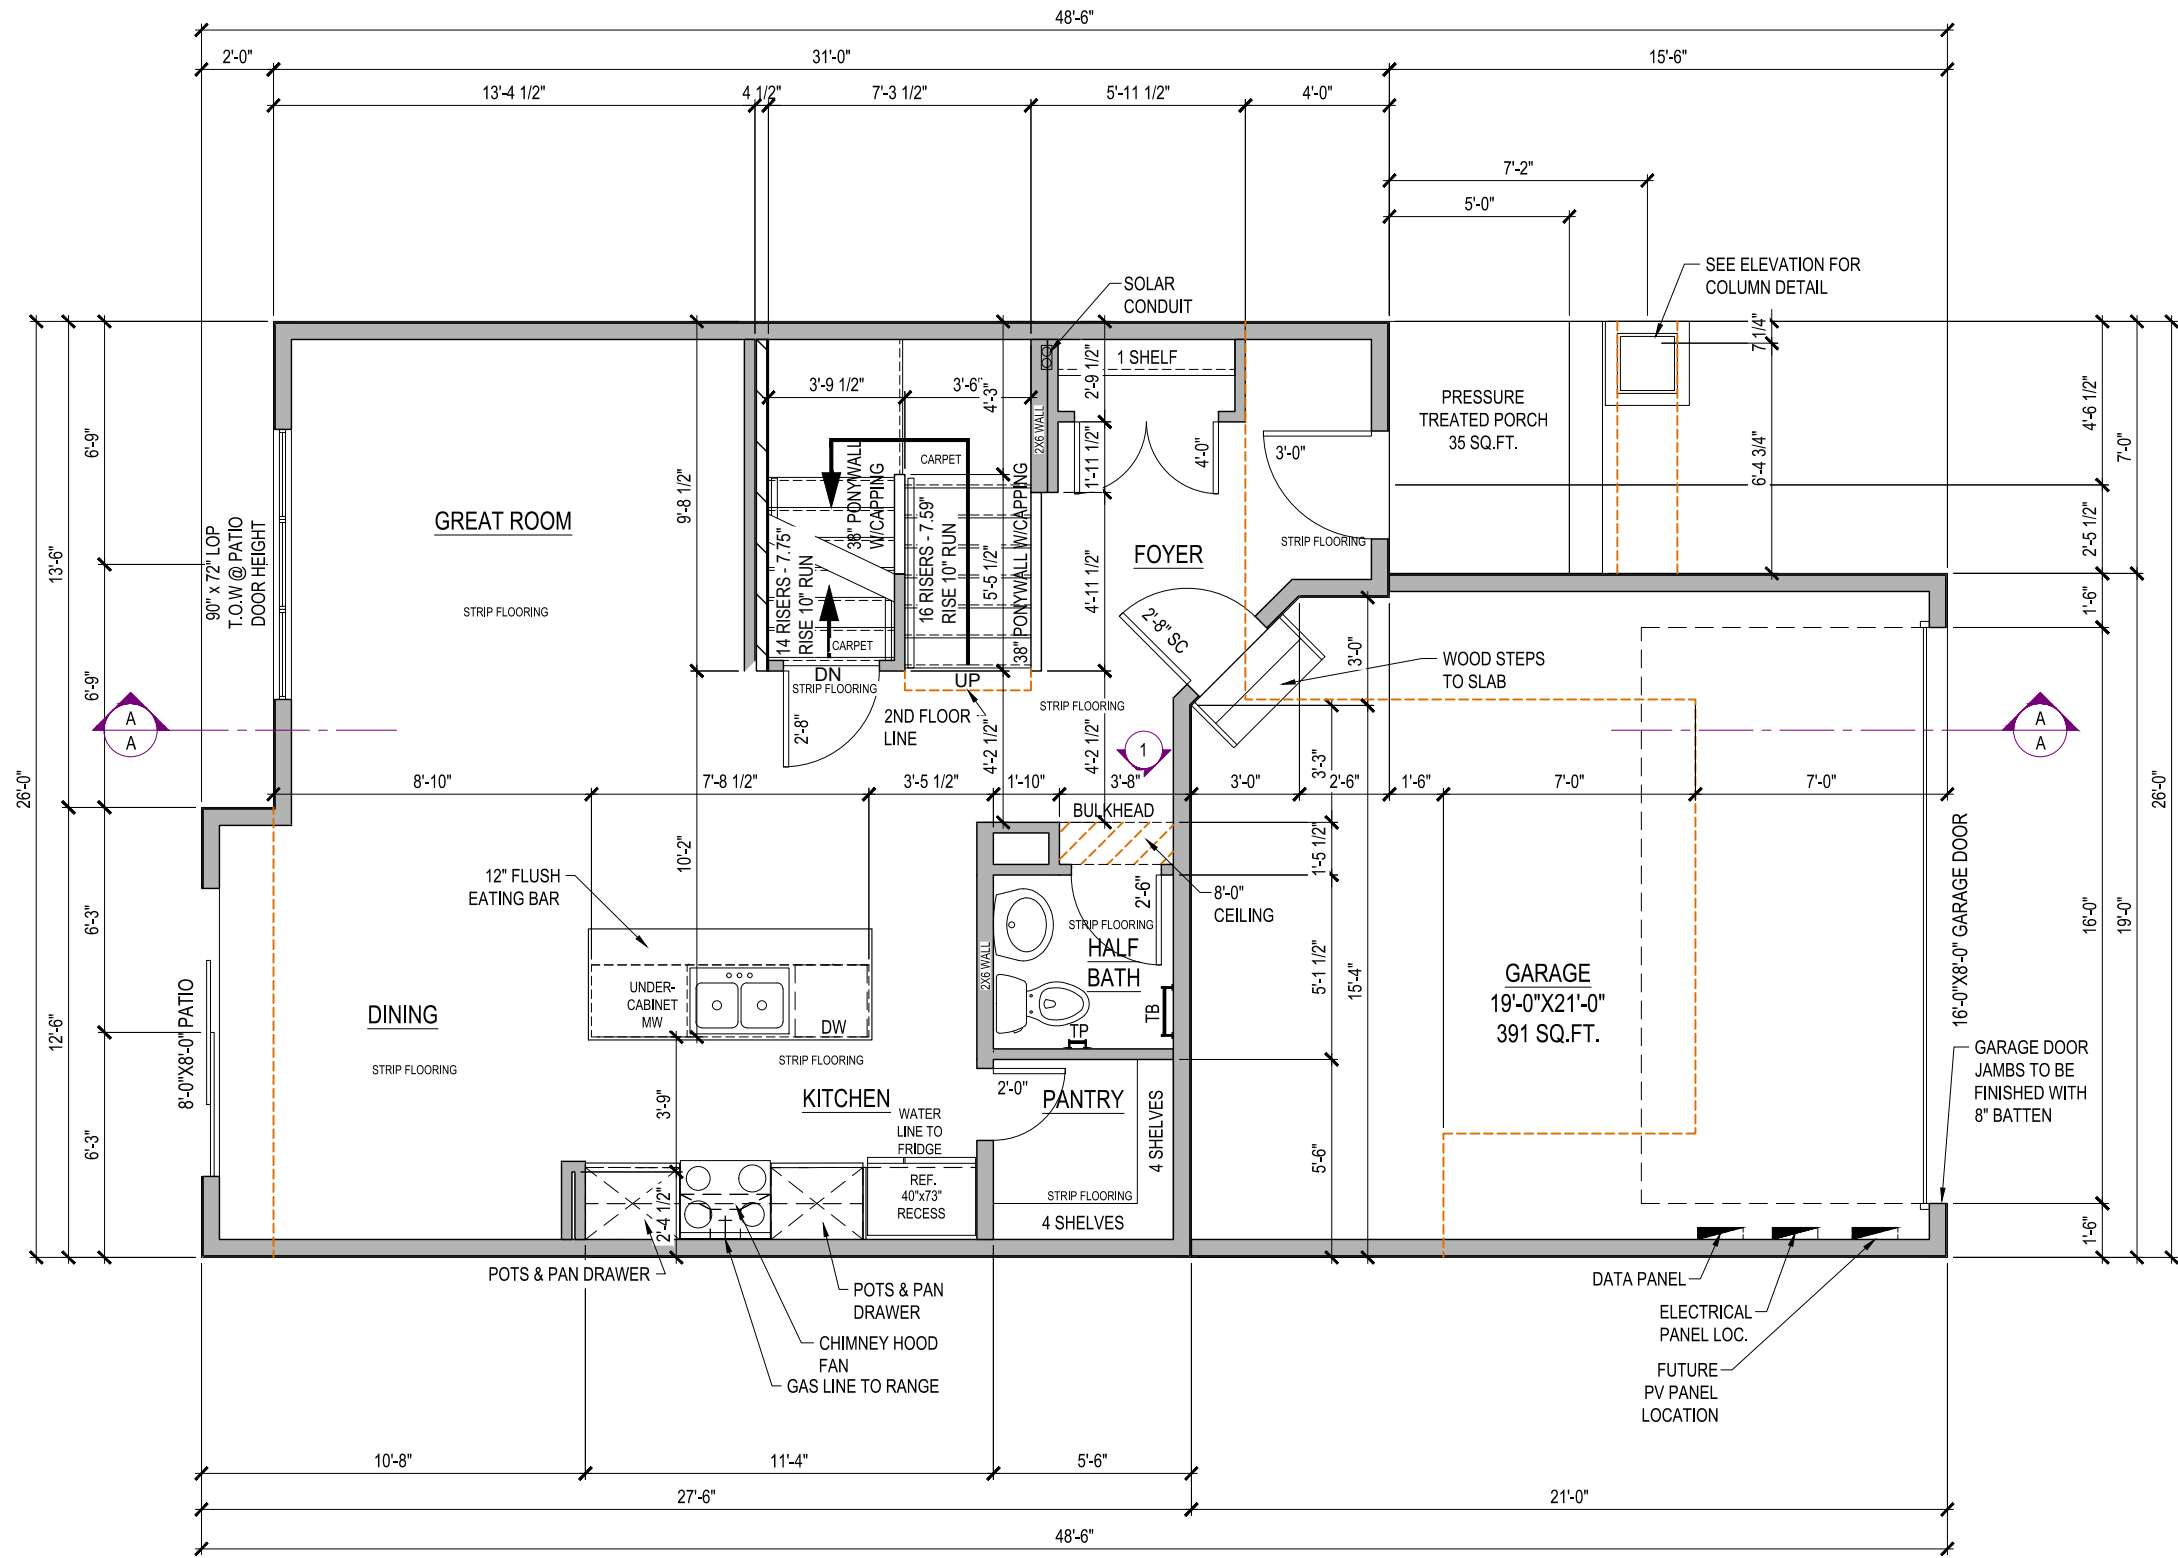 48'-6"
2'-0"
31'-0"
15'-6"
13'-4 1/2"
4 1/2"
7'-3 1/2"
5'-11 1/2"
4'-0"
7'-2"
5'-0"
SEE ELEVATION FOR
COLUMN DETAIL
SOLAR
CONDUIT
1 SHELF
2'-9 1/2"
7 1/4"
3'-9 1/2"
3'-6"
4'-3"
PRESSURE
TREATED PORCH
35 SQ.FT.
4'-6 1/2"
7'-0"
6'-4 3/4"
2'-5 1/2"
6'-9"
13'-6"
6'-9"
26'-0"
90" x 72" LOP
T.O.W @ PATIO
DOOR HEIGHT
GREAT ROOM
STRIP FLOORING
9'-8 1/2"
38" PONYWALL
W/CAPPING
CARPET
2X6 WALL
1'-11 1/2"
4'-0"
3'-0"
STRIP FLOORING
FOYER
14 RISERS - 7.75"
RISE 10" RUN
16 RISERS - 7.59"
RISE 10" RUN
5'-5 1/2"
38" PONYWALL W/CAPPING
4'-11 1/2"
CARPET
DN
STRIP FLOORING
UP
2'-8"
2ND FLOOR
LINE
2'-8" SC
STRIP FLOORING
3'-0"
WOOD STEPS
TO SLAB
1'-6"
A
A
A
A
1
4'-2 1/2"
4'-2 1/2"
3'-3"
8'-10"
7'-8 1/2"
3'-5 1/2"
1'-10"
3'-8"
3'-0"
2'-6"
1'-6"
7'-0"
7'-0"
26'-0"
BULKHEAD
10'-2"
12" FLUSH
EATING BAR
1'-5 1/2"
2'-6"
8'-0"
CEILING
STRIP FLOORING
HALF
BATH
2X6 WALL
5'-1 1/2"
15'-4"
16'-0"
19'-0"
16'-0"X8'-0" GARAGE DOOR
GARAGE
19'-0"X21'-0"
391 SQ.FT.
6'-3"
12'-6"
6'-3"
8'-0"X8'-0" PATIO
DINING
STRIP FLOORING
UNDER-
CABINET
MW
DW
STRIP FLOORING
TP
TB
GARAGE DOOR
JAMBS TO BE
FINISHED WITH
8" BATTEN
3'-9"
KITCHEN
WATER
LINE TO
FRIDGE
2'-0"
PANTRY
4 SHELVES
5'-6"
REF.
40"x73"
RECESS
STRIP FLOORING
4 SHELVES
2'-4 1/2"
1'-6"
POTS & PAN DRAWER
POTS & PAN
DRAWER
CHIMNEY HOOD
FAN
GAS LINE TO RANGE
DATA PANEL
ELECTRICAL
PANEL LOC.
FUTURE
PV PANEL
LOCATION
10'-8"
11'-4"
5'-6"
27'-6"
21'-0"
48'-6"